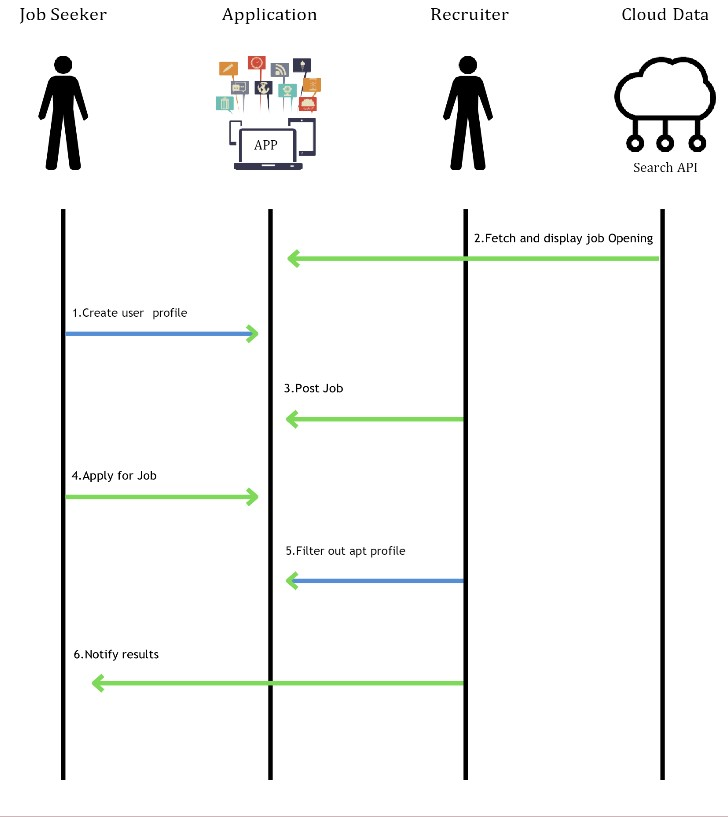 Job Seeker
Application
Recruiter
Cloud Data
APP
Search API
2.Fetch and display job Opening
1.Create user profile
3.Post Job
4.Apply for Job
5.Filter out apt profile
6.Notify results